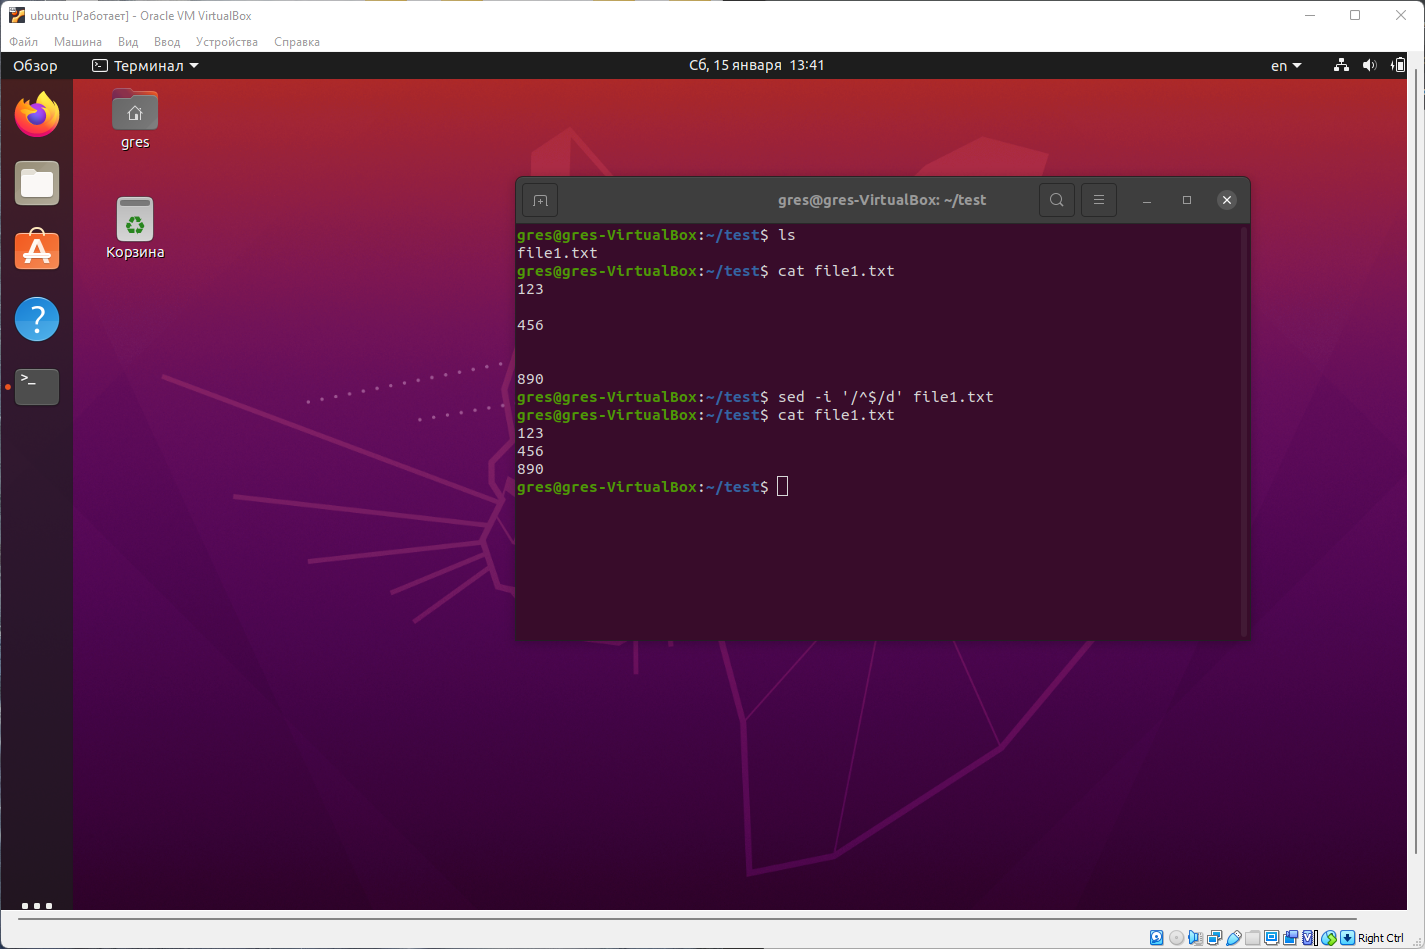 ubuntu [Работает] - Oracle VM VirtualBox
Файл Машина Вид Ввод Устройства Справка
Обзор Терминал Сб, 15 января 13:41 en
gres
Корзина
gres@gres-VirtualBox: ~/test
gres@gres-VirtualBox:~/test$ ls
file1.txt
gres@gres-VirtualBox:~/test$ cat file1.txt
123
456
890
gres@gres-VirtualBox:~/test$ sed -i '/^$/d' file1.txt
gres@gres-VirtualBox:~/test$ cat file1.txt
123
456
890
gres@gres-VirtualBox:~/test$
Right Ctrl